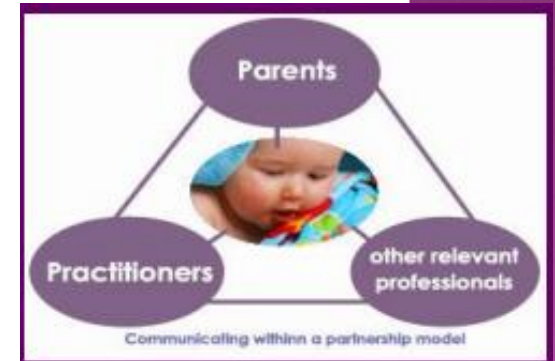 Parents
Practitioners
other relevant
professionals
Communicating withinn a partnership model